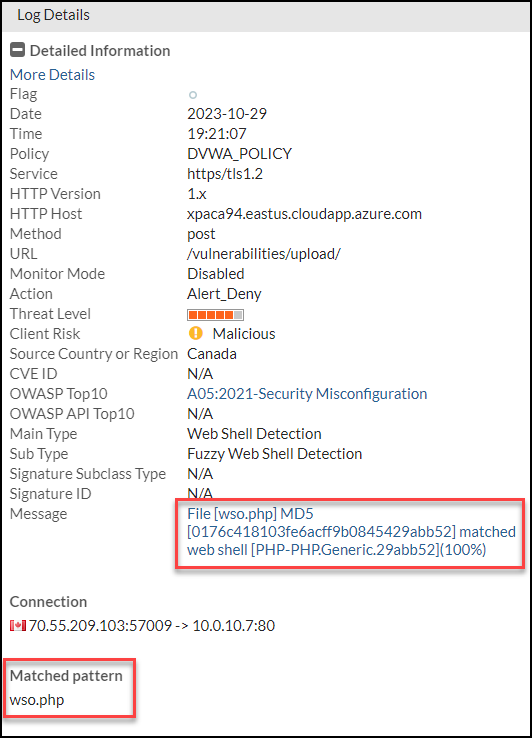 Log Details
Detailed Information
More Details
Flag
Date 2023-10-29
Time 19:21:07
Policy DVWA_POLICY
Service https/tls1.2
HTTP Version 1.x
HTTP Host xpaca94.eastus.cloudapp.azure.com
Method post
URL /vulnerabilities/upload/
Monitor Mode Disabled
Action Alert_Deny
Threat Level
Client Risk Malicious
Source Country or Region Canada
CVE ID N/A
OWASP Top10 A05:2021-Security Misconfiguration
OWASP API Top10 N/A
Main Type Web Shell Detection
Sub Type Fuzzy Web Shell Detection
Signature Subclass Type N/A
Signature ID N/A
Message File [wso.php] MD5
[0176c418103fe6acff9b0845429abb52] matched
web shell [PHP-PHP.Generic.29abb52](100%)
Connection
70.55.209.103:57009 -> 10.0.10.7:80
Matched pattern
wso.php